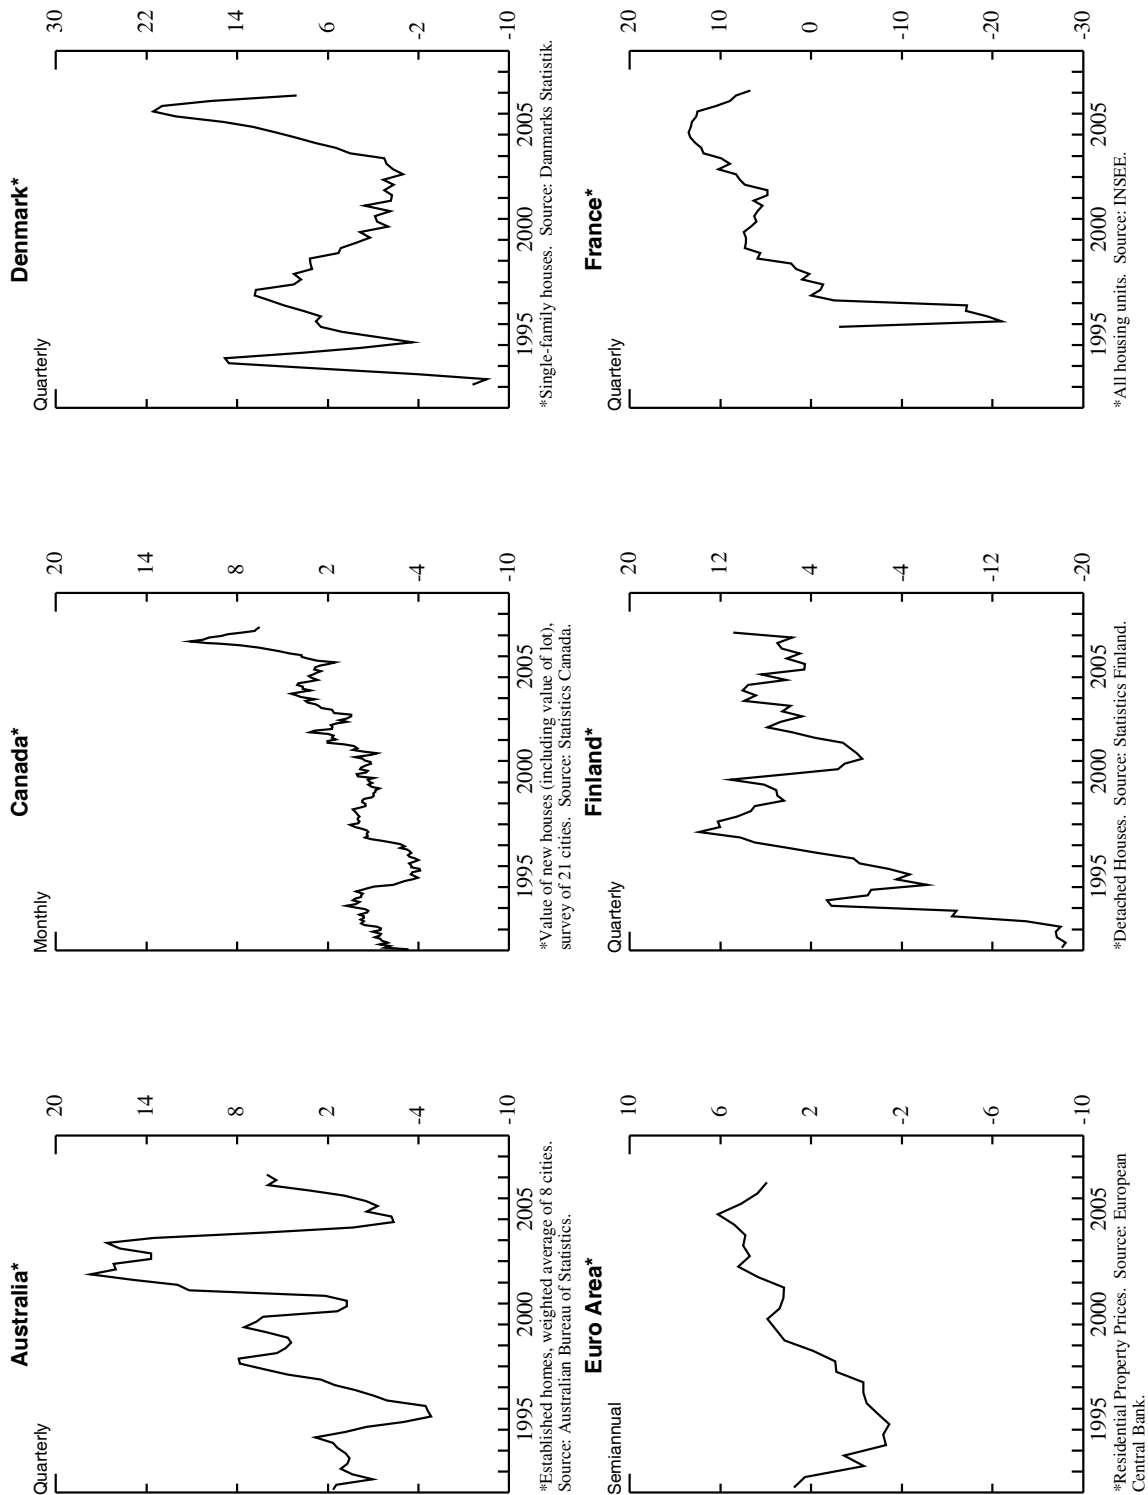 Australia*
Quarterly
20
14
8
2
-4
-10
1995 2000 2005
*Established homes, weighted average of 8 cities.
Source: Australian Bureau of Statistics.
Canada*
Monthly
20
14
8
2
-4
-10
1995 2000 2005
*Value of new houses (including value of lot),
survey of 21 cities. Source: Statistics Canada.
Denmark*
Quarterly
30
22
14
6
-2
-10
1995 2000 2005
*Single-family houses. Source: Danmarks Statistik.
Euro Area*
Semiannual
10
6
2
-2
-6
-10
1995 2000 2005
*Residential Property Prices. Source: European
Central Bank.
Finland*
Quarterly
20
12
4
-4
-12
-20
1995 2000 2005
*Detached Houses. Source: Statistics Finland.
France*
Quarterly
20
10
0
-10
-20
-30
1995 2000 2005
*All housing units. Source: INSEE.